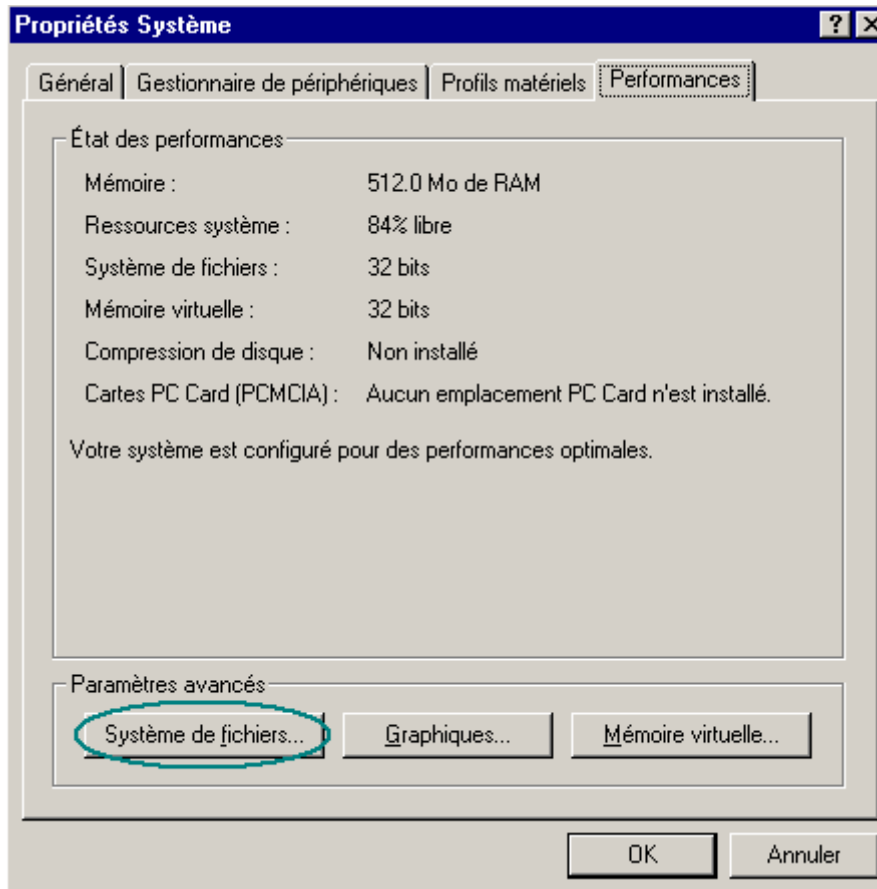 Propriétés Système
Général Gestionnaire de périphériques Profils matériels Performances
État des performances
Mémoire : 512.0 Mo de RAM
Ressources système : 84% libre
Système de fichiers : 32 bits
Mémoire virtuelle : 32 bits
Compression de disque : Non installé
Cartes PC Card (PCMCIA) : Aucun emplacement PC Card n'est installé.
Votre système est configuré pour des performances optimales.
Paramètres avancés
Système de fichiers... Graphiques... Mémoire virtuelle...
OK Annuler